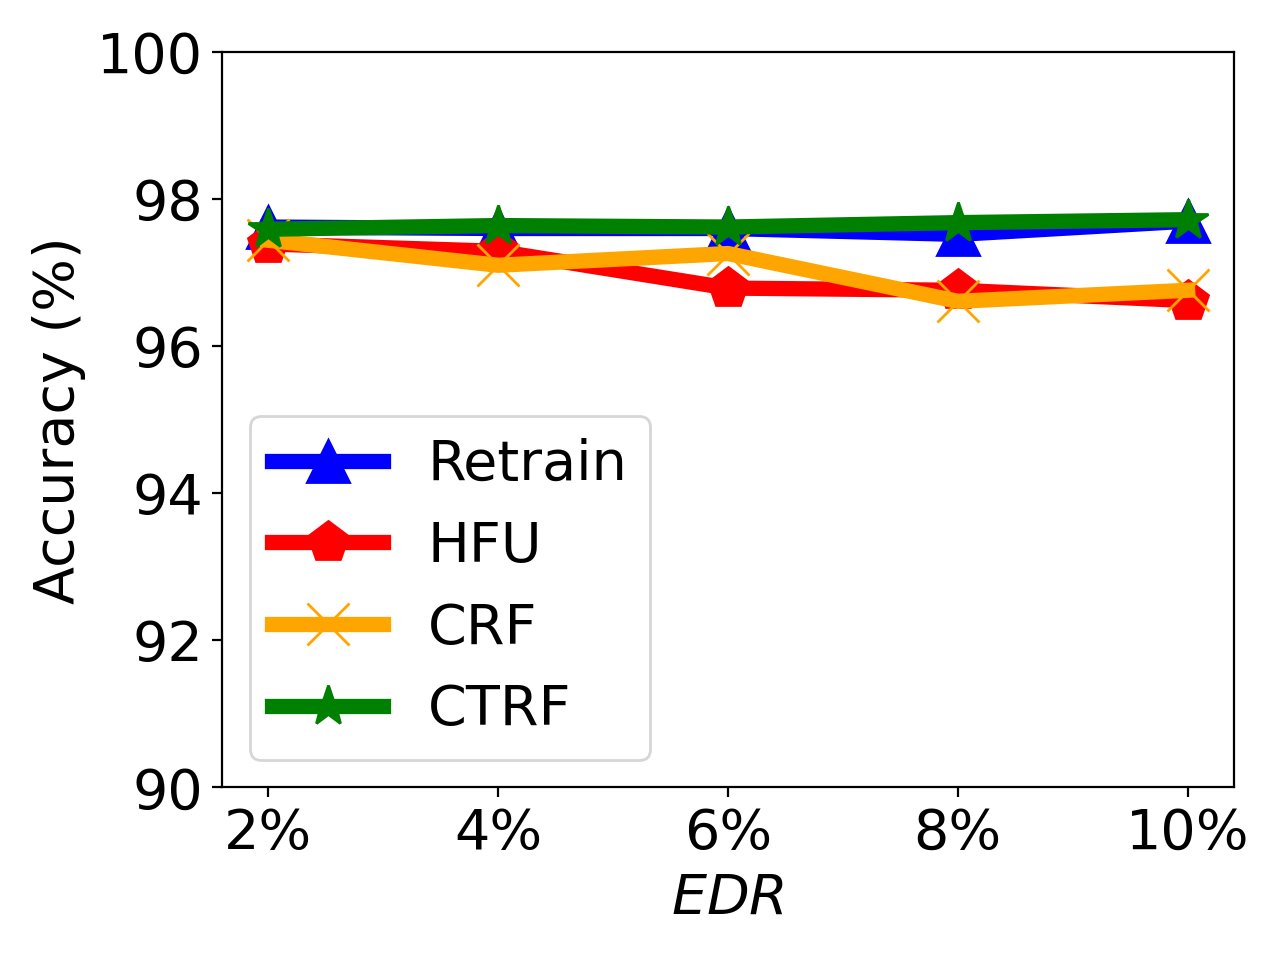 100
98
96
94
92
90
Accuracy (%)
Retrain
HFU
CRF
CTRF
2% 4% 6% 8% 10%
EDR